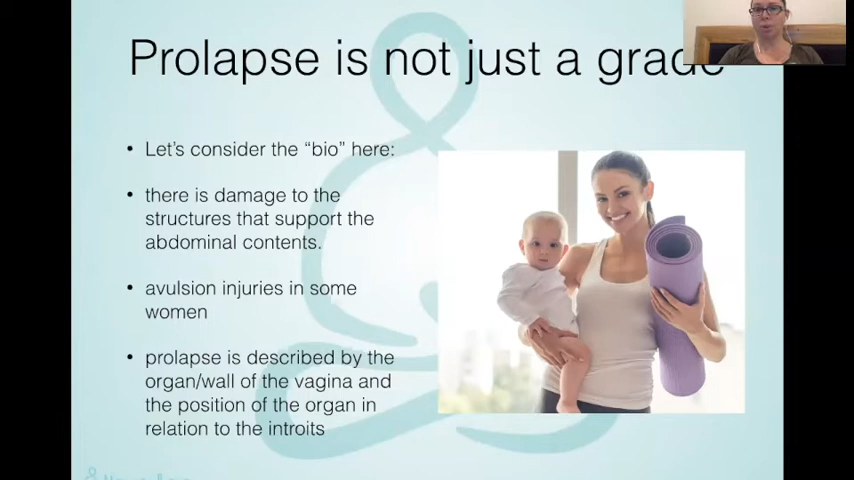 Prolapse is not just a grade
• Let's consider the "bio" here:
• there is damage to the
structures that support the
abdominal contents.
• avulsion injuries in some
women
• prolapse is described by the
organ/wall of the vagina and
the position of the organ in
relation to the introits